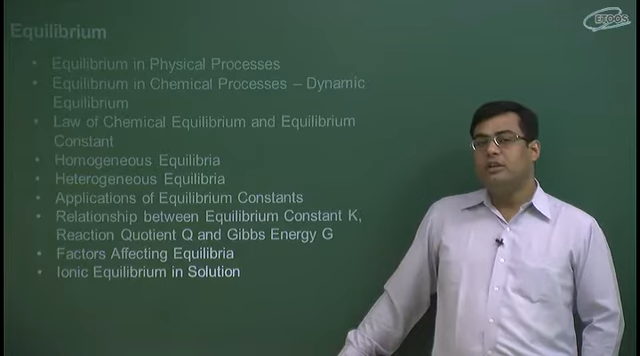 ETOOS
Equilibrium
• Equilibrium in Physical Processes
• Equilibrium in Chemical Processes – Dynamic
Equilibrium
• Law of Chemical Equilibrium and Equilibrium
Constant
• Homogeneous Equilibria
• Heterogeneous Equilibria
• Applications of Equilibrium Constants
• Relationship between Equilibrium Constant K,
Reaction Quotient Q and Gibbs Energy G
• Factors Affecting Equilibria
• Ionic Equilibrium in Solution